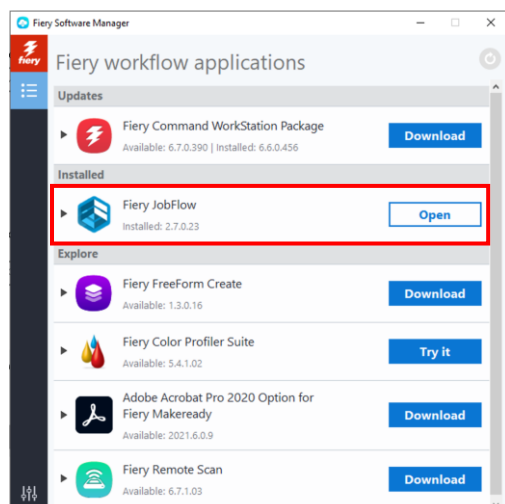 Fiery Software Manager
fiery
Fiery workflow applications
Updates
Fiery Command WorkStation Package
Available: 6.7.0.390 | Installed: 6.6.0.456
Download
Installed
Fiery JobFlow
Installed: 2.7.0.23
Open
Explore
Fiery FreeForm Create
Available: 1.3.0.16
Download
Fiery Color Profiler Suite
Available: 5.4.1.02
Try it
Adobe Acrobat Pro 2020 Option for
Fiery Makeready
Available: 2021.6.0.9
Download
Fiery Remote Scan
Available: 6.7.1.03
Download